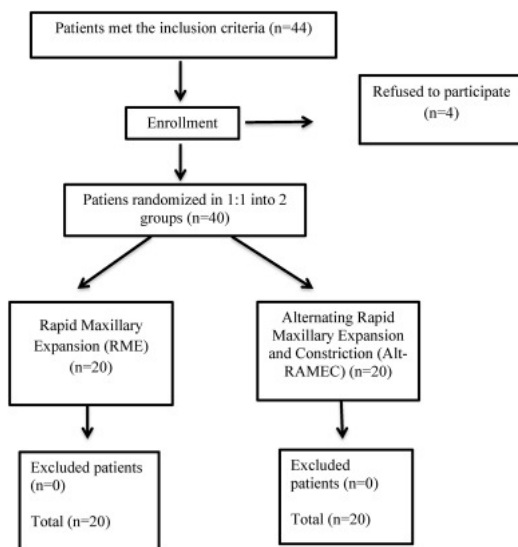 Patients met the inclusion criteria (n=44)
Refused to participate
(n=4)
Enrollment
Patiens randomized in 1:1 into 2
groups (n=40)
Rapid Maxillary
Expansion (RME)
(n=20)
Alternating Rapid
Maxillary Expansion
and Constriction (Alt-
RAMEC) (n=20)
Excluded patients
(n=0)
Total (n=20)
Excluded
patients (n=0)
Total (n=20)